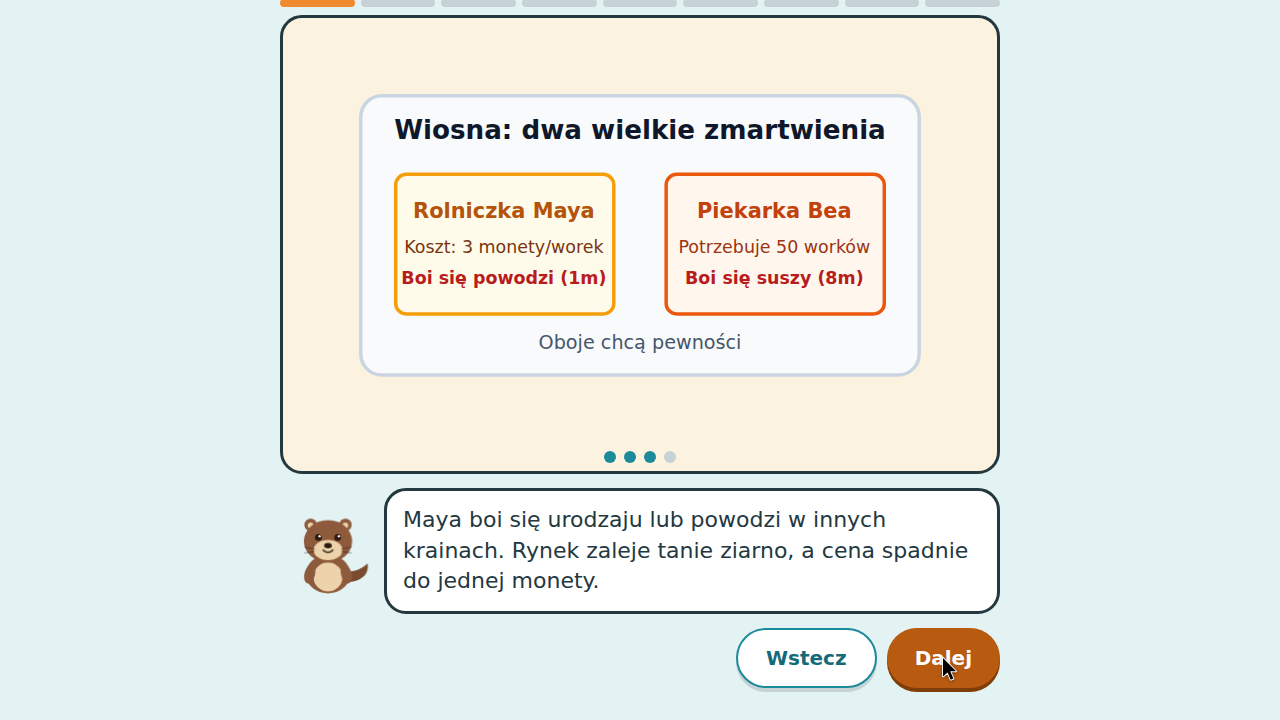 Wiosna: dwa wielkie zmartwienia
Rolniczka Maya
Koszt: 3 monety/worek
Boi się powodzi (1m)
Piekarka Bea
Potrzebuje 50 worków
Boi się suszy (8m)
Oboje chcą pewności
Maya boi się urodzaju lub powodzi w innych
krainach. Rynek zaleje tanie ziarno, a cena spadnie
do jednej monety.
Wstecz
Dalej